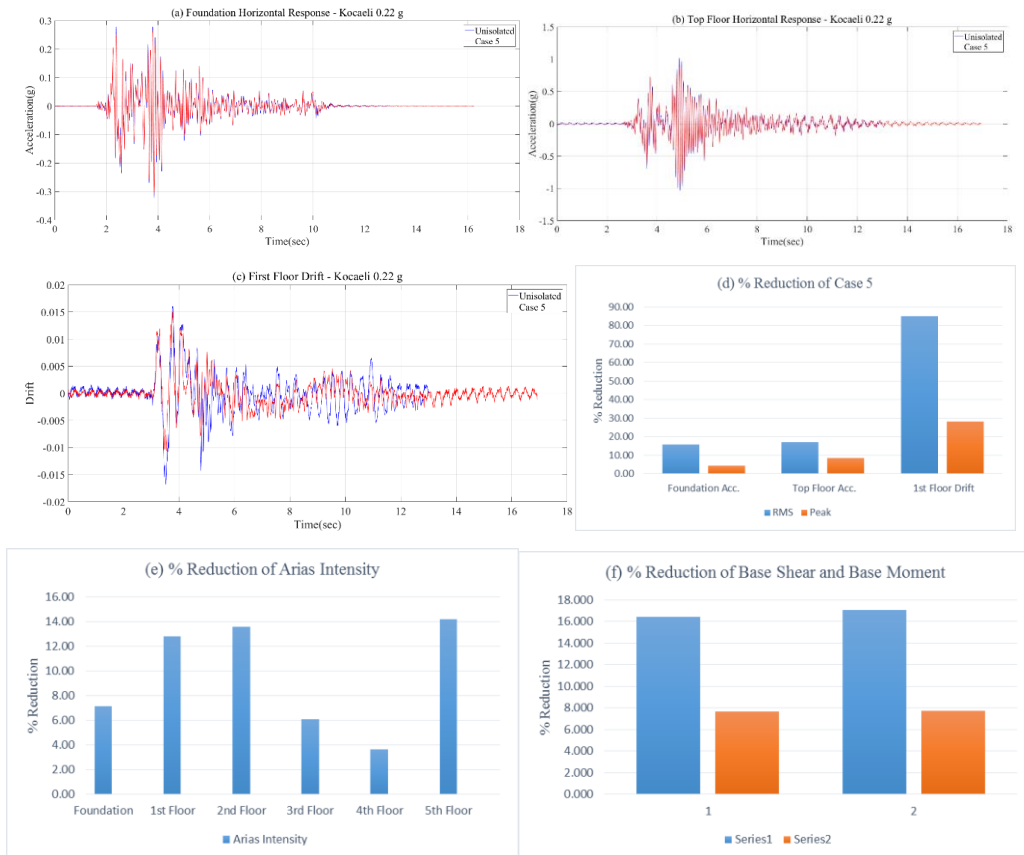 (a) Foundation Horizontal Response - Kocaeli 0.22 g
Acceleration(g)
0.3
0.2
0.1
0
-0.1
-0.2
-0.3
-0.4
0 2 4 6 8 10 12 14 16 18
Time(sec)
Unisolated
Case 5
(b) Top Floor Horizontal Response - Kocaeli 0.22 g
Acceleration(g)
1.5
1
0.5
0
-0.5
-1
-1.5
0 2 4 6 8 10 12 14 16 18
Time(sec)
Unisolated
Case 5
(c) First Floor Drift - Kocaeli 0.22 g
Drift
0.02
0.015
0.01
0.005
0
-0.005
-0.01
-0.015
-0.02
0 2 4 6 8 10 12 14 16 18
Time(sec)
Unisolated
Case 5
(d) % Reduction of Case 5
% Reduction
90.00
80.00
70.00
60.00
50.00
40.00
30.00
20.00
10.00
0.00
Foundation Acc. Top Floor Acc. 1st Floor Drift
RMS Peak
(e) % Reduction of Arias Intensity
% Reduction
16.00
14.00
12.00
10.00
8.00
6.00
4.00
2.00
0.00
Foundation 1st Floor 2nd Floor 3rd Floor 4th Floor 5th Floor
Arias Intensity
(f) % Reduction of Base Shear and Base Moment
% Reduction
18.000
16.000
14.000
12.000
10.000
8.000
6.000
4.000
2.000
0.000
1 2
Series1 Series2